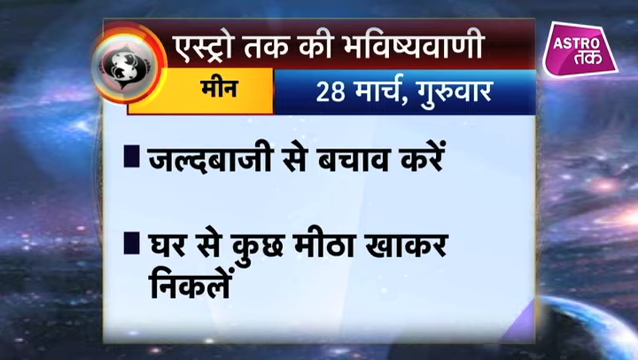 एस्ट्रो तक की भविष्यवाणी
ASTRO
तक
मीन
28 मार्च, गुरुवार
जल्दबाजी से बचाव करें
घर से कुछ मीठा खाकर
निकलें